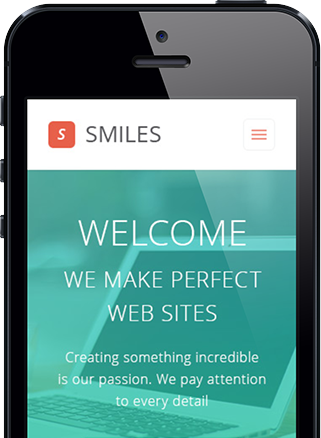 S SMILES
WELCOME
WE MAKE PERFECT
WEB SITES
Creating something incredible
is our passion. We pay attention
to every detail